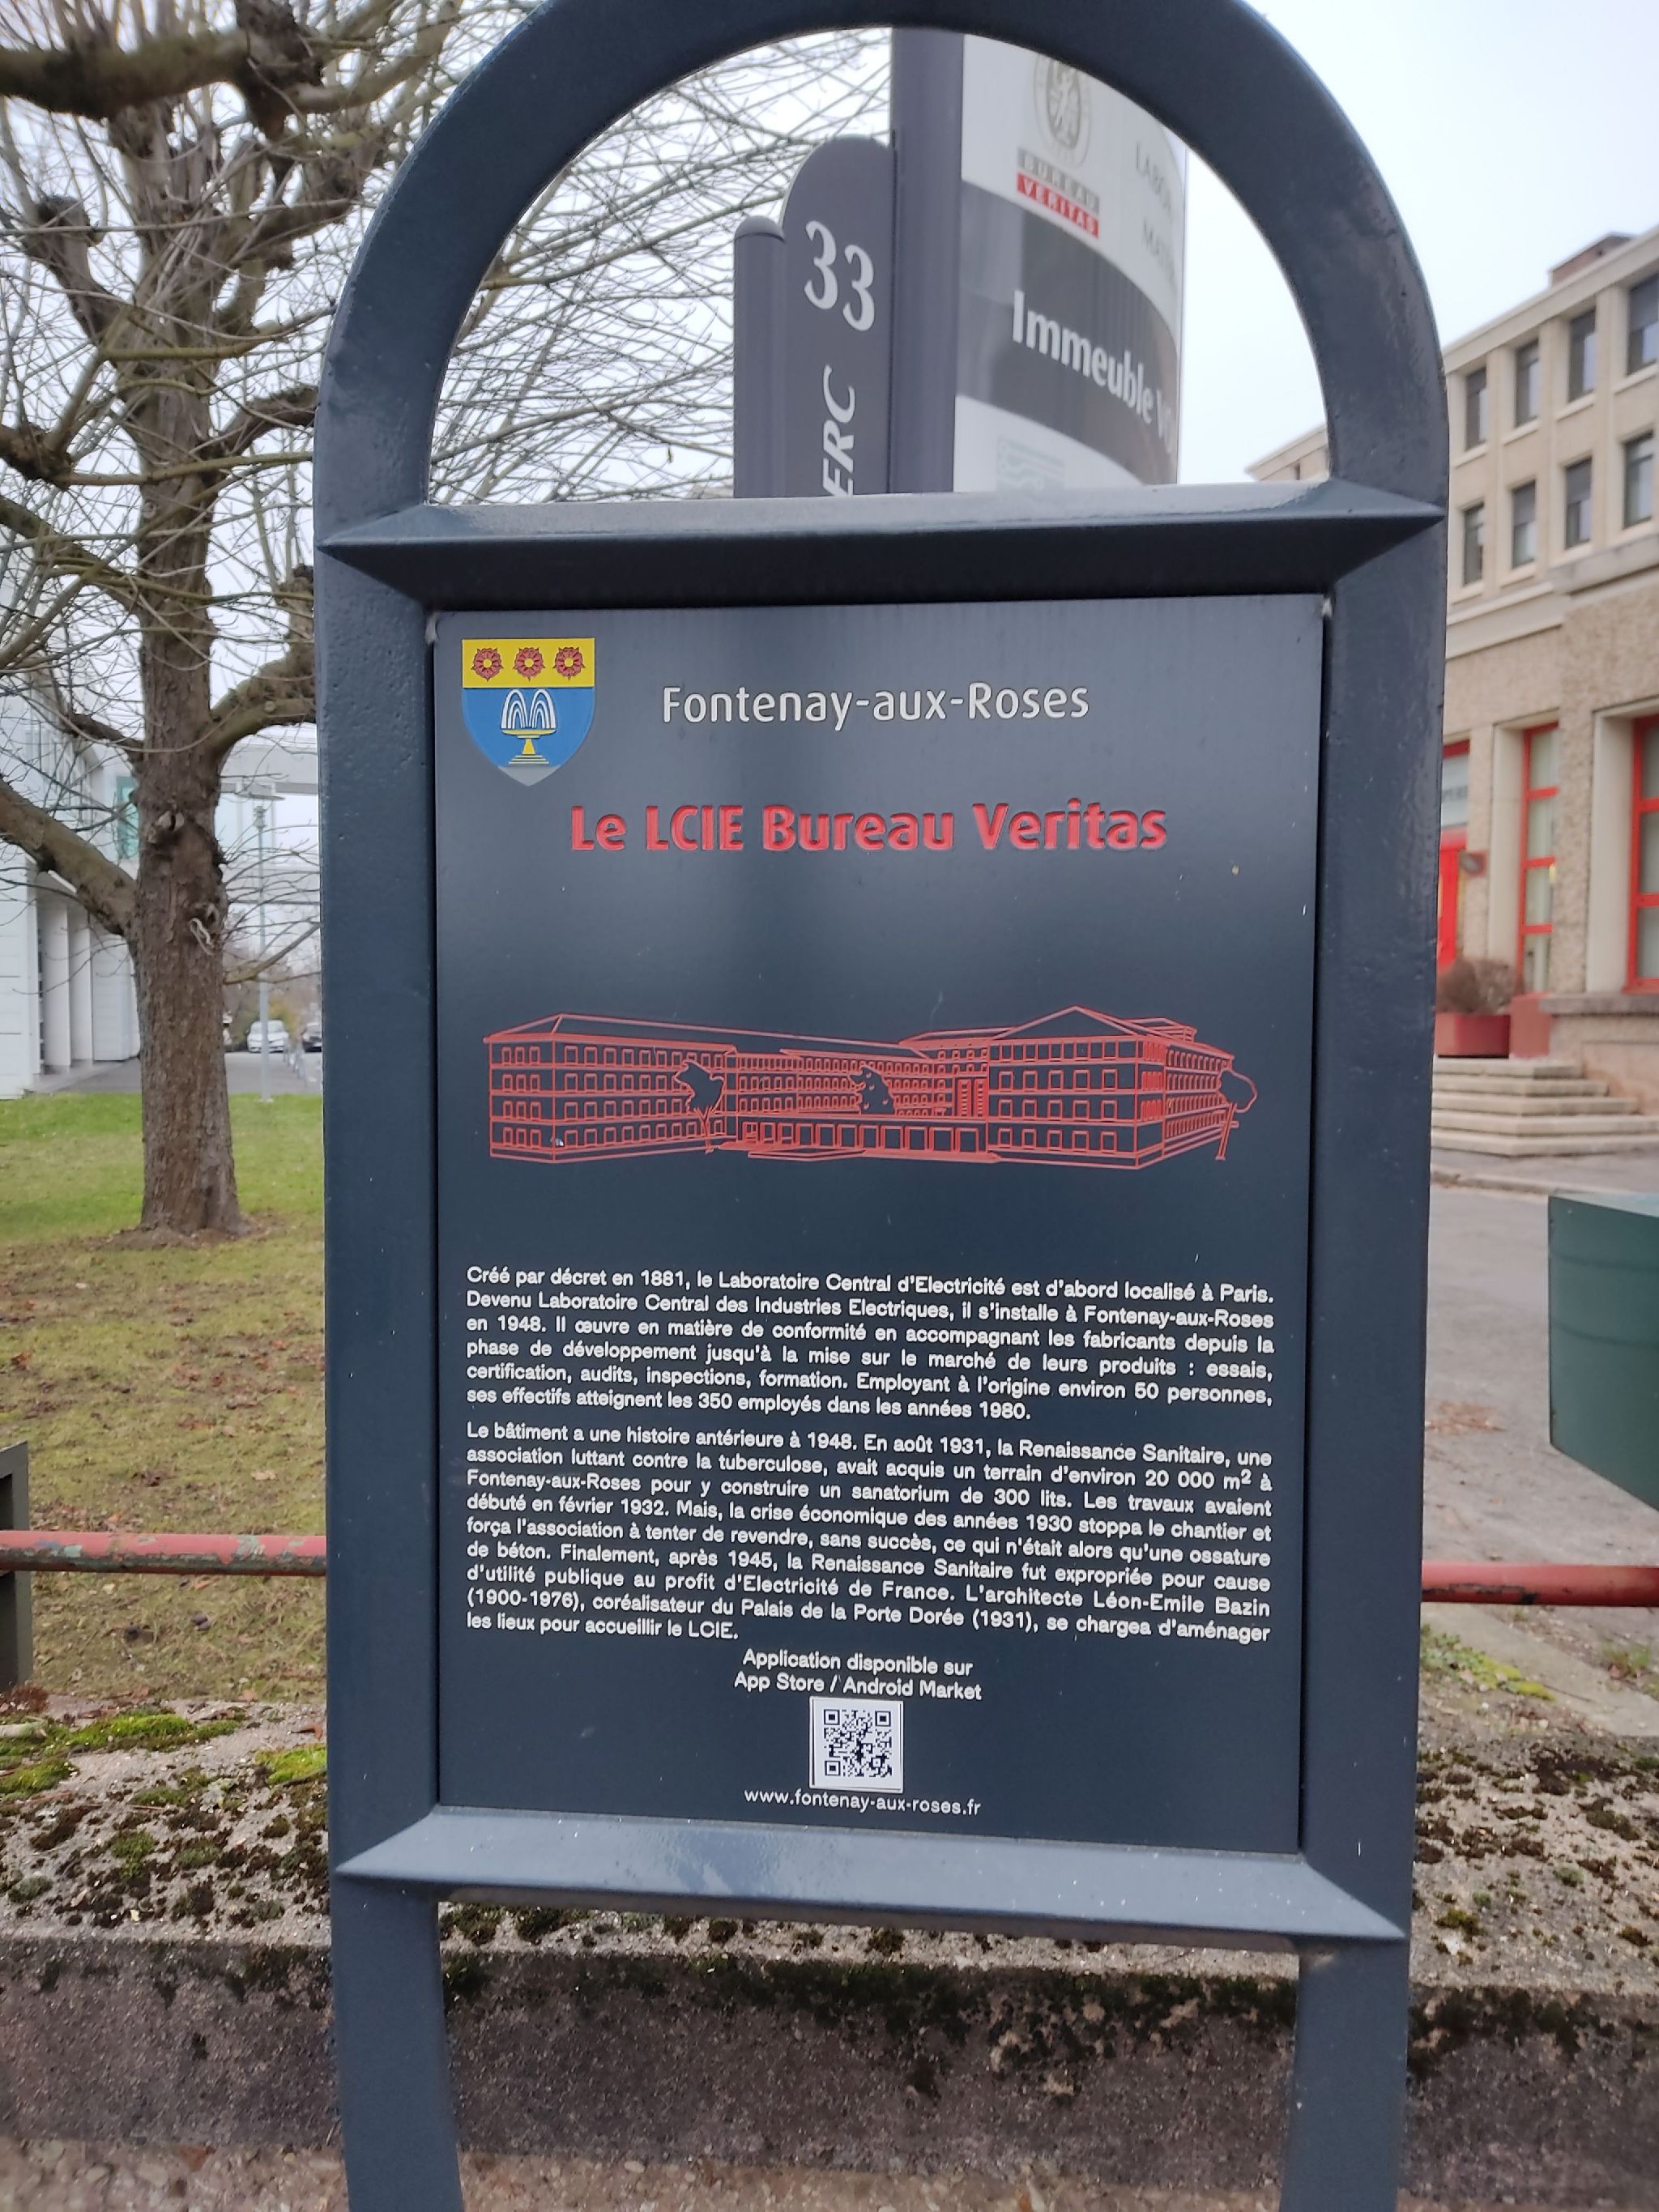 BUREAU
VERITAS
33
ERC
Immeuble
Fontenay-aux-Roses
Le LCIE Bureau Veritas
Créé par décret en 1881, le Laboratoire Central d'Electricité est d'abord localisé à Paris.
Devenu Laboratoire Central des Industries Electriques, il s'installe à Fontenay-aux-Roses
en 1948. Il œuvre en matière de conformité en accompagnant les fabricants depuis la
phase de développement jusqu'à la mise sur le marché de leurs produits : essais,
certification, audits, inspections, formation. Employant à l'origine environ 50 personnes,
ses effectifs atteignent les 350 employés dans les années 1980.
Le bâtiment a une histoire antérieure à 1948. En août 1931, la Renaissance Sanitaire, une
association luttant contre la tuberculose, avait acquis un terrain d'environ 20 000 m² à
Fontenay-aux-Roses pour y construire un sanatorium de 300 lits. Les travaux avaient
débuté en février 1932. Mais, la crise économique des années 1930 stoppa le chantier et
força l'association à tenter de revendre, sans succès, ce qui n'était alors qu'une ossature
de béton. Finalement, après 1945, la Renaissance Sanitaire fut expropriée pour cause
d'utilité publique au profit d'Electricité de France. L'architecte Léon-Emile Bazin
(1900-1976), coréalisateur du Palais de la Porte Dorée (1931), se chargea d'aménager
les lieux pour accueillir le LCIE.
Application disponible sur
App Store / Android Market
www.fontenay-aux-roses.fr